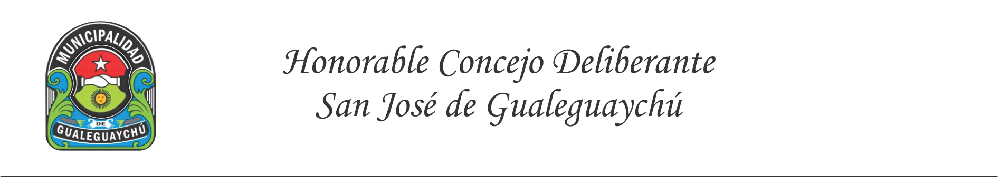 MUNICIPALIDAD
DE
GUALEGUAYCHÚ
Honorable Concejo Deliberante
San José de Gualeguaychú